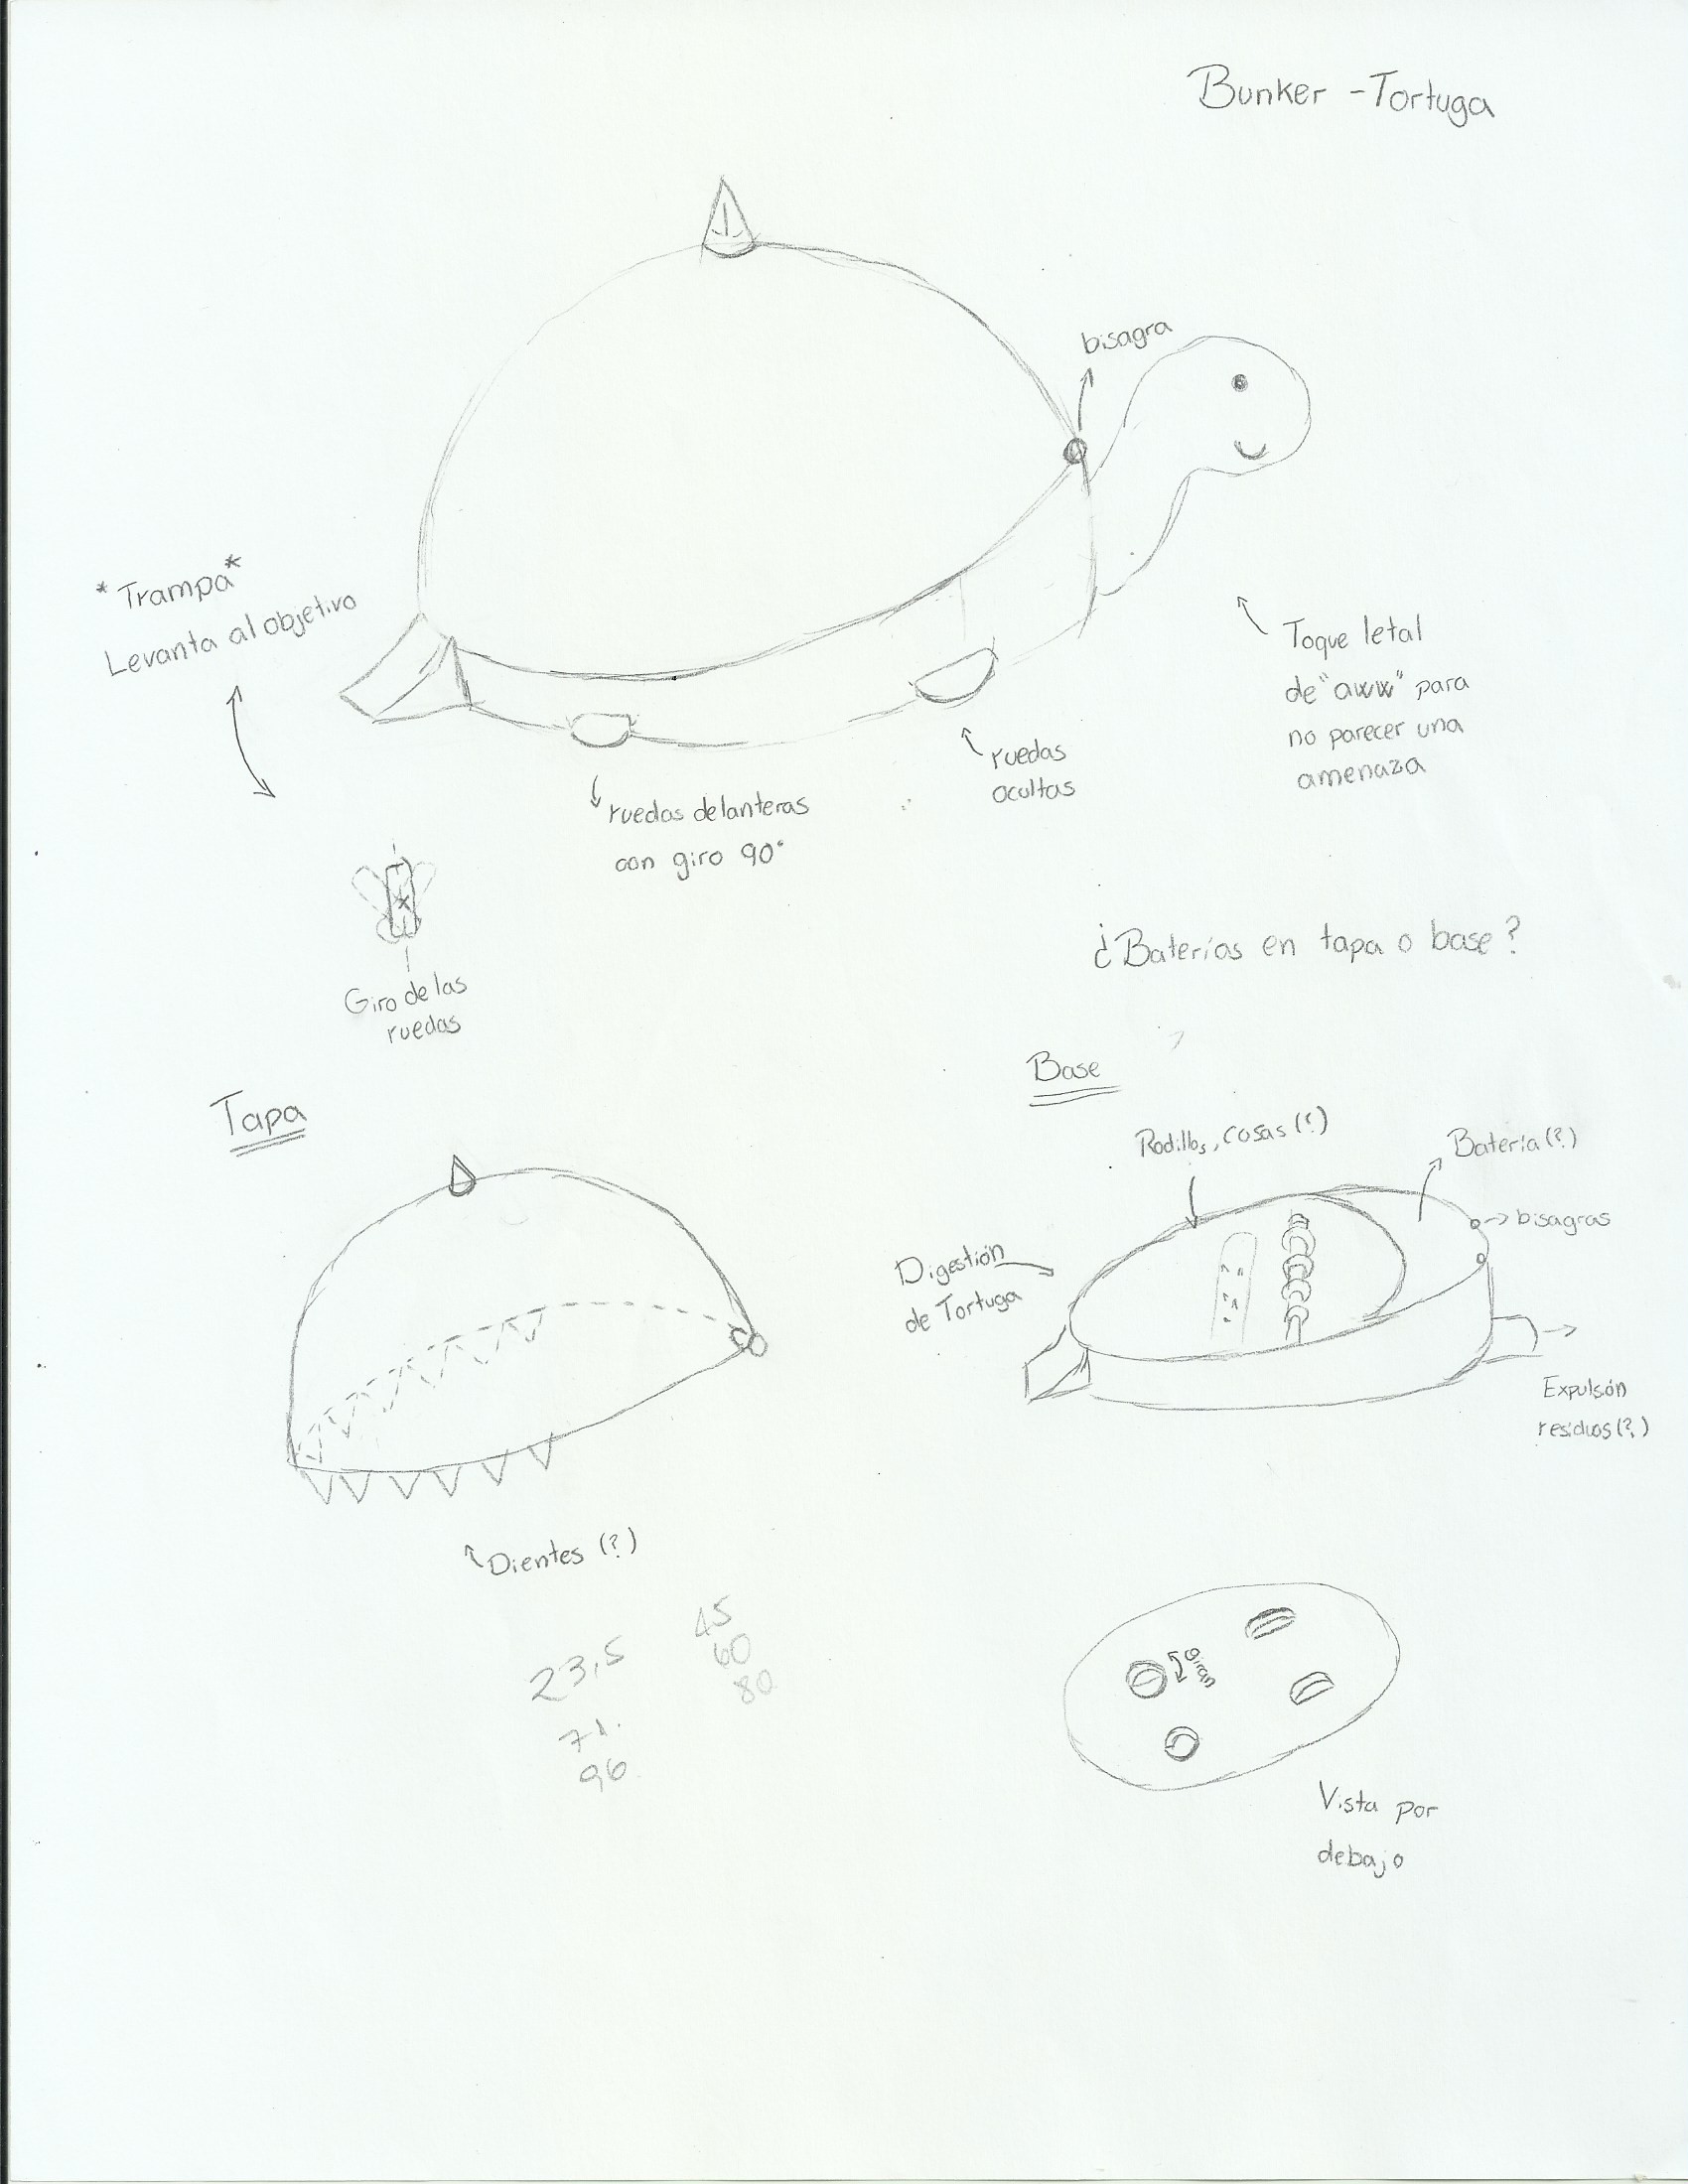 Bunker - Tortuga
bisagra
*Trampa*
Levanta al objetivo
Toque letal
de "aww" para
no parecer una
amenaza
ruedas
ocultas
ruedas delanteras
con giro 90°
Giro de las
ruedas
¿Baterías en tapa o base?
Tapa
Base
Rodillos, cosas (?)
Batería (?)
bisagras
Digestión
de Tortuga
Expulsón
residuos (?)
Dientes (?)
23,5
96
45
60
80
giran
Vista por
debajo